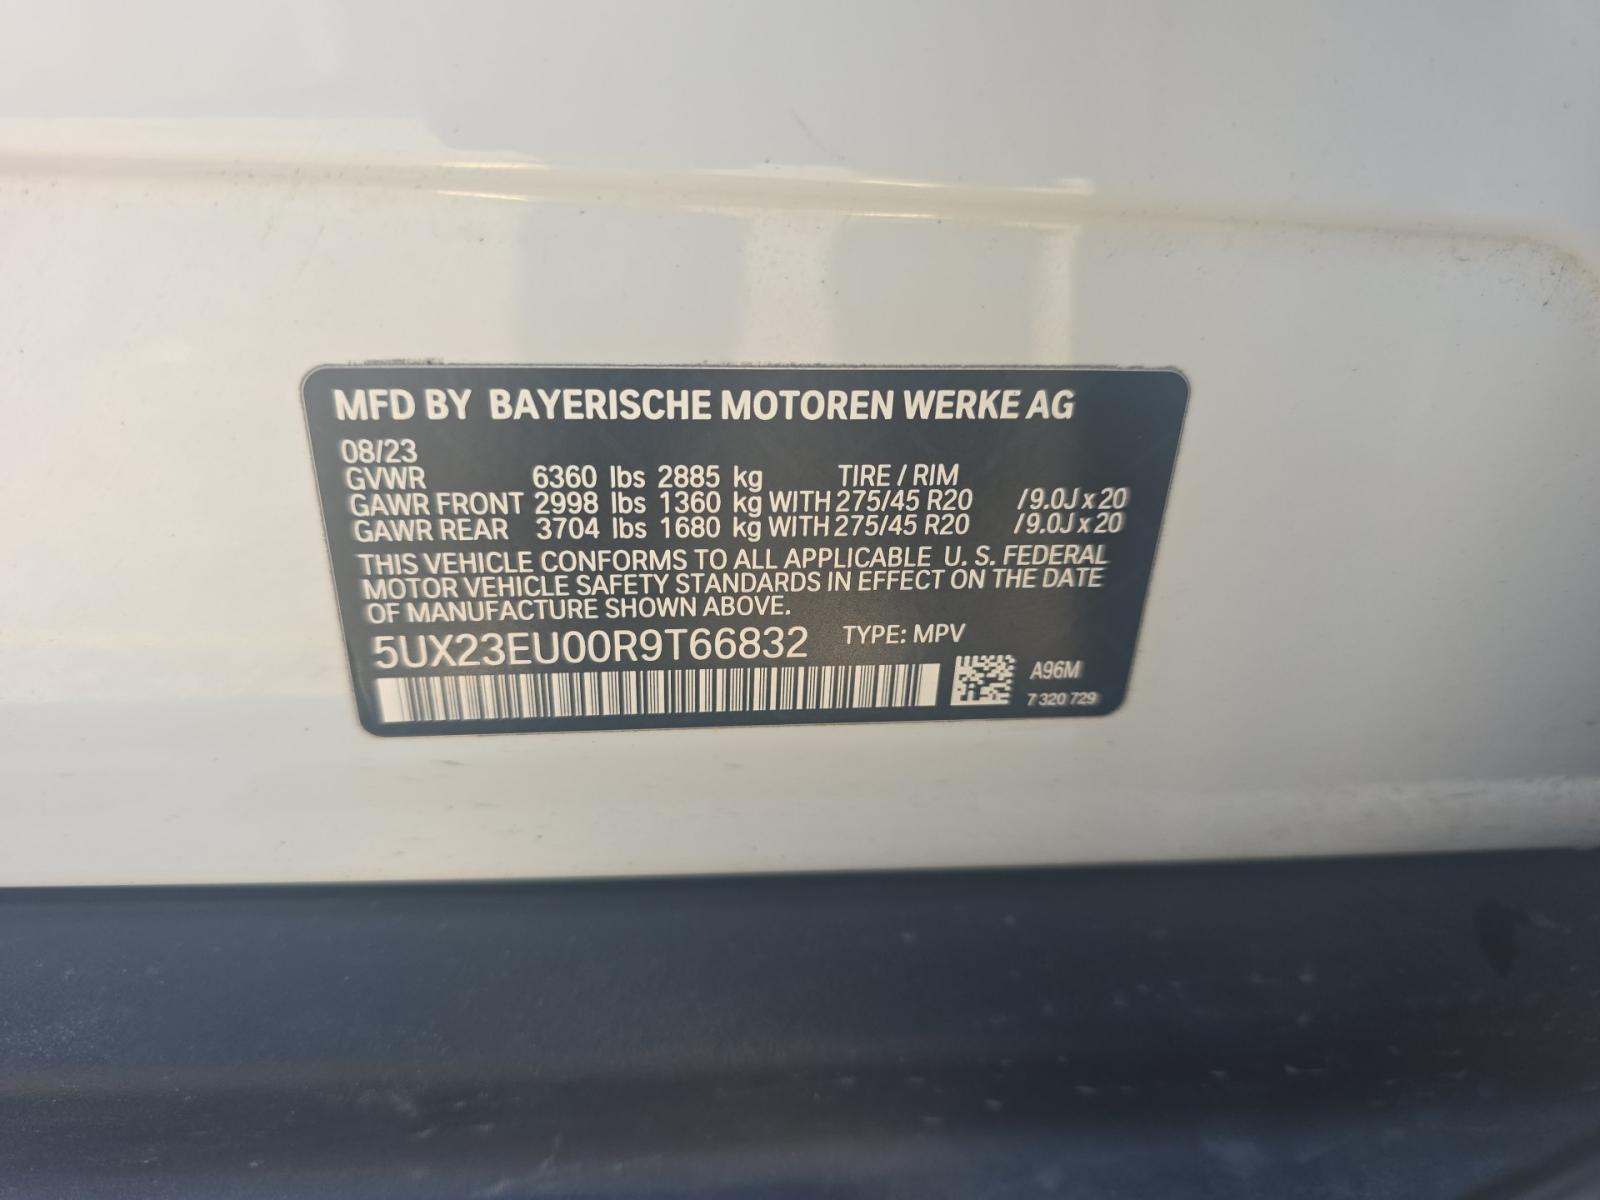 MFD BY BAYERISCHE MOTOREN WERKE AG
08/23
GVWR 6360 lbs 2885 kg TIRE / RIM
GAWR FRONT 2998 lbs 1360 kg WITH 275/45 R20 / 9.0J x 20
GAWR REAR 3704 lbs 1680 kg WITH 275/45 R20 / 9.0J x 20
THIS VEHICLE CONFORMS TO ALL APPLICABLE U. S. FEDERAL
MOTOR VEHICLE SAFETY STANDARDS IN EFFECT ON THE DATE
OF MANUFACTURE SHOWN ABOVE.
5UX23EU00R9T66832 TYPE: MPV
A96M
7 320 729